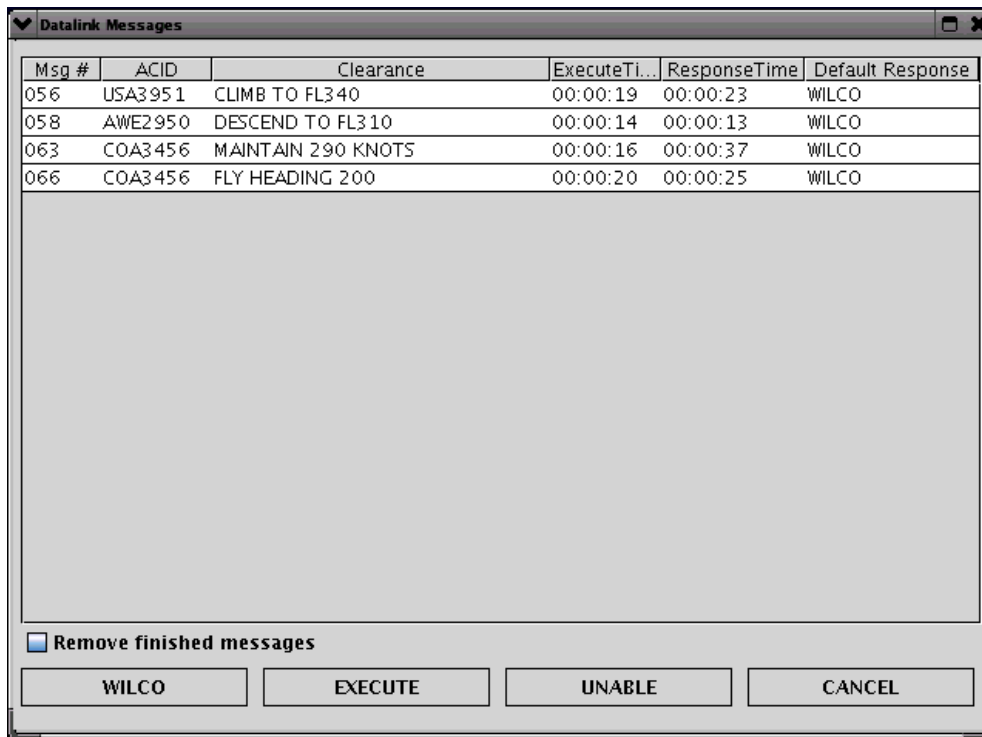 Datalink Messages
Msg # ACID Clearance ExecuteTi... ResponseTime Default Response
056 USA3951 CLIMB TO FL340 00:00:19 00:00:23 WILCO
058 AWE2950 DESCEND TO FL310 00:00:14 00:00:13 WILCO
063 COA3456 MAINTAIN 290 KNOTS 00:00:16 00:00:37 WILCO
066 COA3456 FLY HEADING 200 00:00:20 00:00:25 WILCO
Remove finished messages
WILCO EXECUTE UNABLE CANCEL